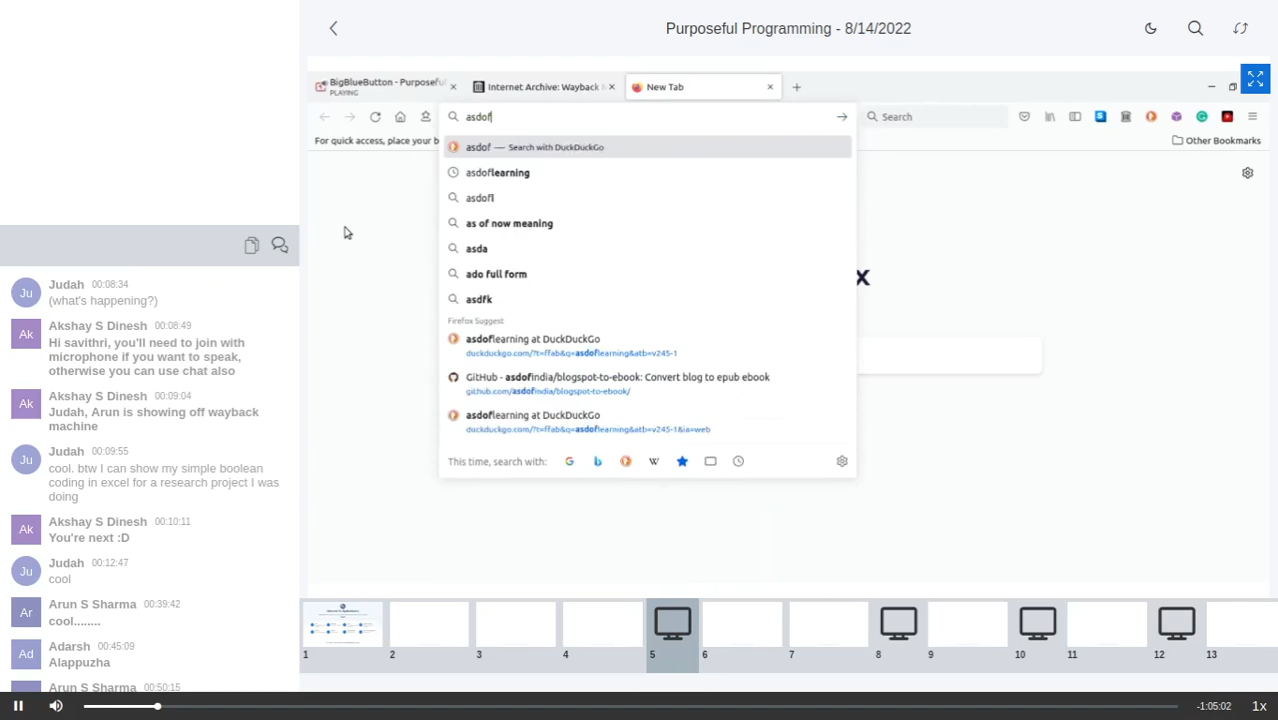 Purposeful Programming - 8/14/2022
BigBlueButton - Purposeful
PLAYING
Internet Archive: Wayback M
New Tab
asdof
Search
For quick access, place your b
Other Bookmarks
asdof — Search with DuckDuckGo
asdoflearning
asdofi
as of now meaning
asda
ado full form
asdfk
Firefox Suggest
asdoflearning at DuckDuckGo
duckduckgo.com/?t=ffab&q=asdoflearning&atb=v245-1
GitHub - asdofindia/blogspot-to-ebook: Convert blog to epub ebook
github.com/asdofindia/blogspot-to-ebook/
asdoflearning at DuckDuckGo
duckduckgo.com/?t=ffab&q=asdoflearning&atb=v245-1&ia=web
This time, search with:
x
Ju
Judah 00:08:34
(what's happening?)
Ak
Akshay S Dinesh 00:08:49
Hi savithri, you'll need to join with
microphone if you want to speak,
otherwise you can use chat also
Ak
Akshay S Dinesh 00:09:04
Judah, Arun is showing off wayback
machine
Ju
Judah 00:09:55
cool. btw I can show my simple boolean
coding in excel for a research project I was
doing
Ak
Akshay S Dinesh 00:10:11
You're next :D
Ju
Judah 00:12:47
cool
Ar
Arun S Sharma 00:39:42
cool........
Ad
Adarsh 00:45:09
Alappuzha
Arun S Sharma 00:50:15
1 2 3 4 5 6 7 8 9 10 11 12 13
-1:05:02 1x